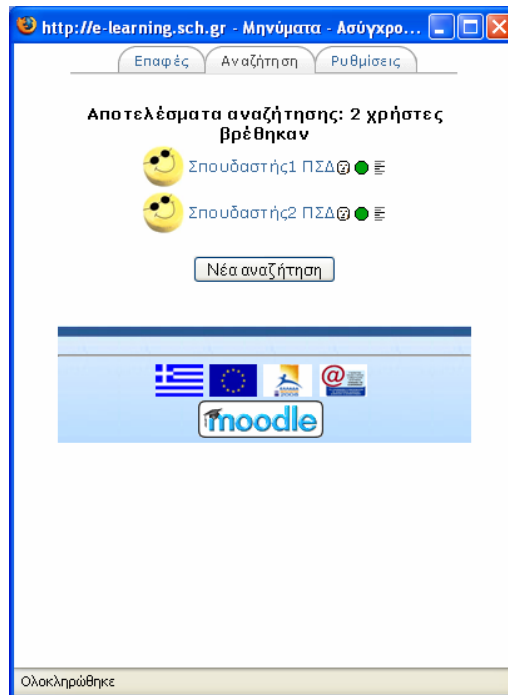 http://e-learning.sch.gr - Μηνύματα - Ασύγχρο...
Επαφές Αναζήτηση Ρυθμίσεις
Αποτελέσματα αναζήτησης: 2 χρήστες
βρέθηκαν
Σπουδαστής1 ΠΣΔ
Σπουδαστής2 ΠΣΔ
Νέα αναζήτηση
@
moodle
Ολοκληρώθηκε